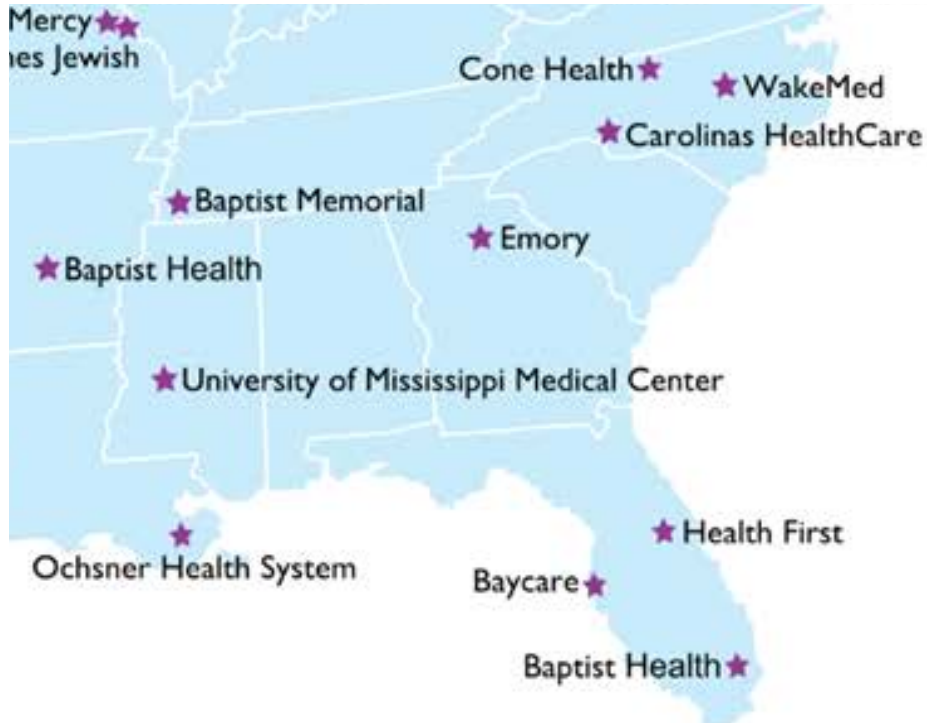 Mercy
nes Jewish
Cone Health
WakeMed
Carolinas HealthCare
Baptist Memorial
Emory
Baptist Health
University of Mississippi Medical Center
Health First
Ochsner Health System
Baycare
Baptist Health